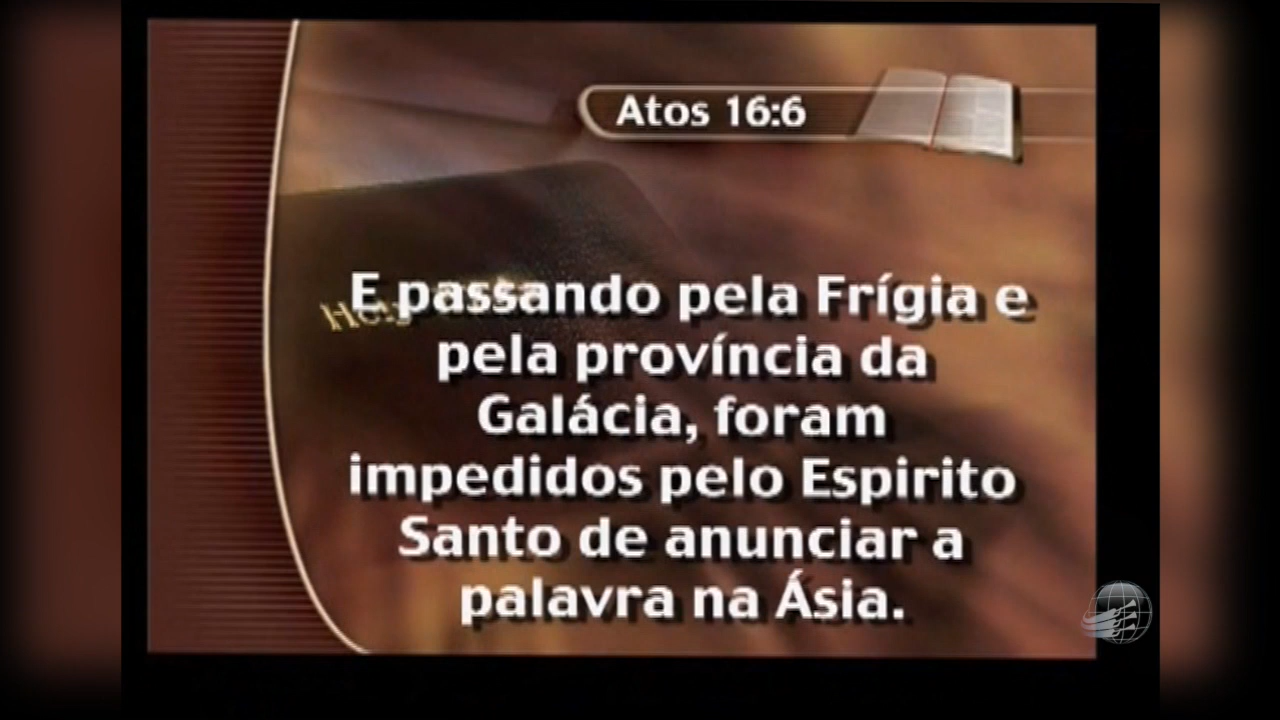 Atos 16:6
E passando pela Frígia e
pela província da
Galácia, foram
impedidos pelo Espirito
Santo de anunciar a
palavra na Ásia.
Holy